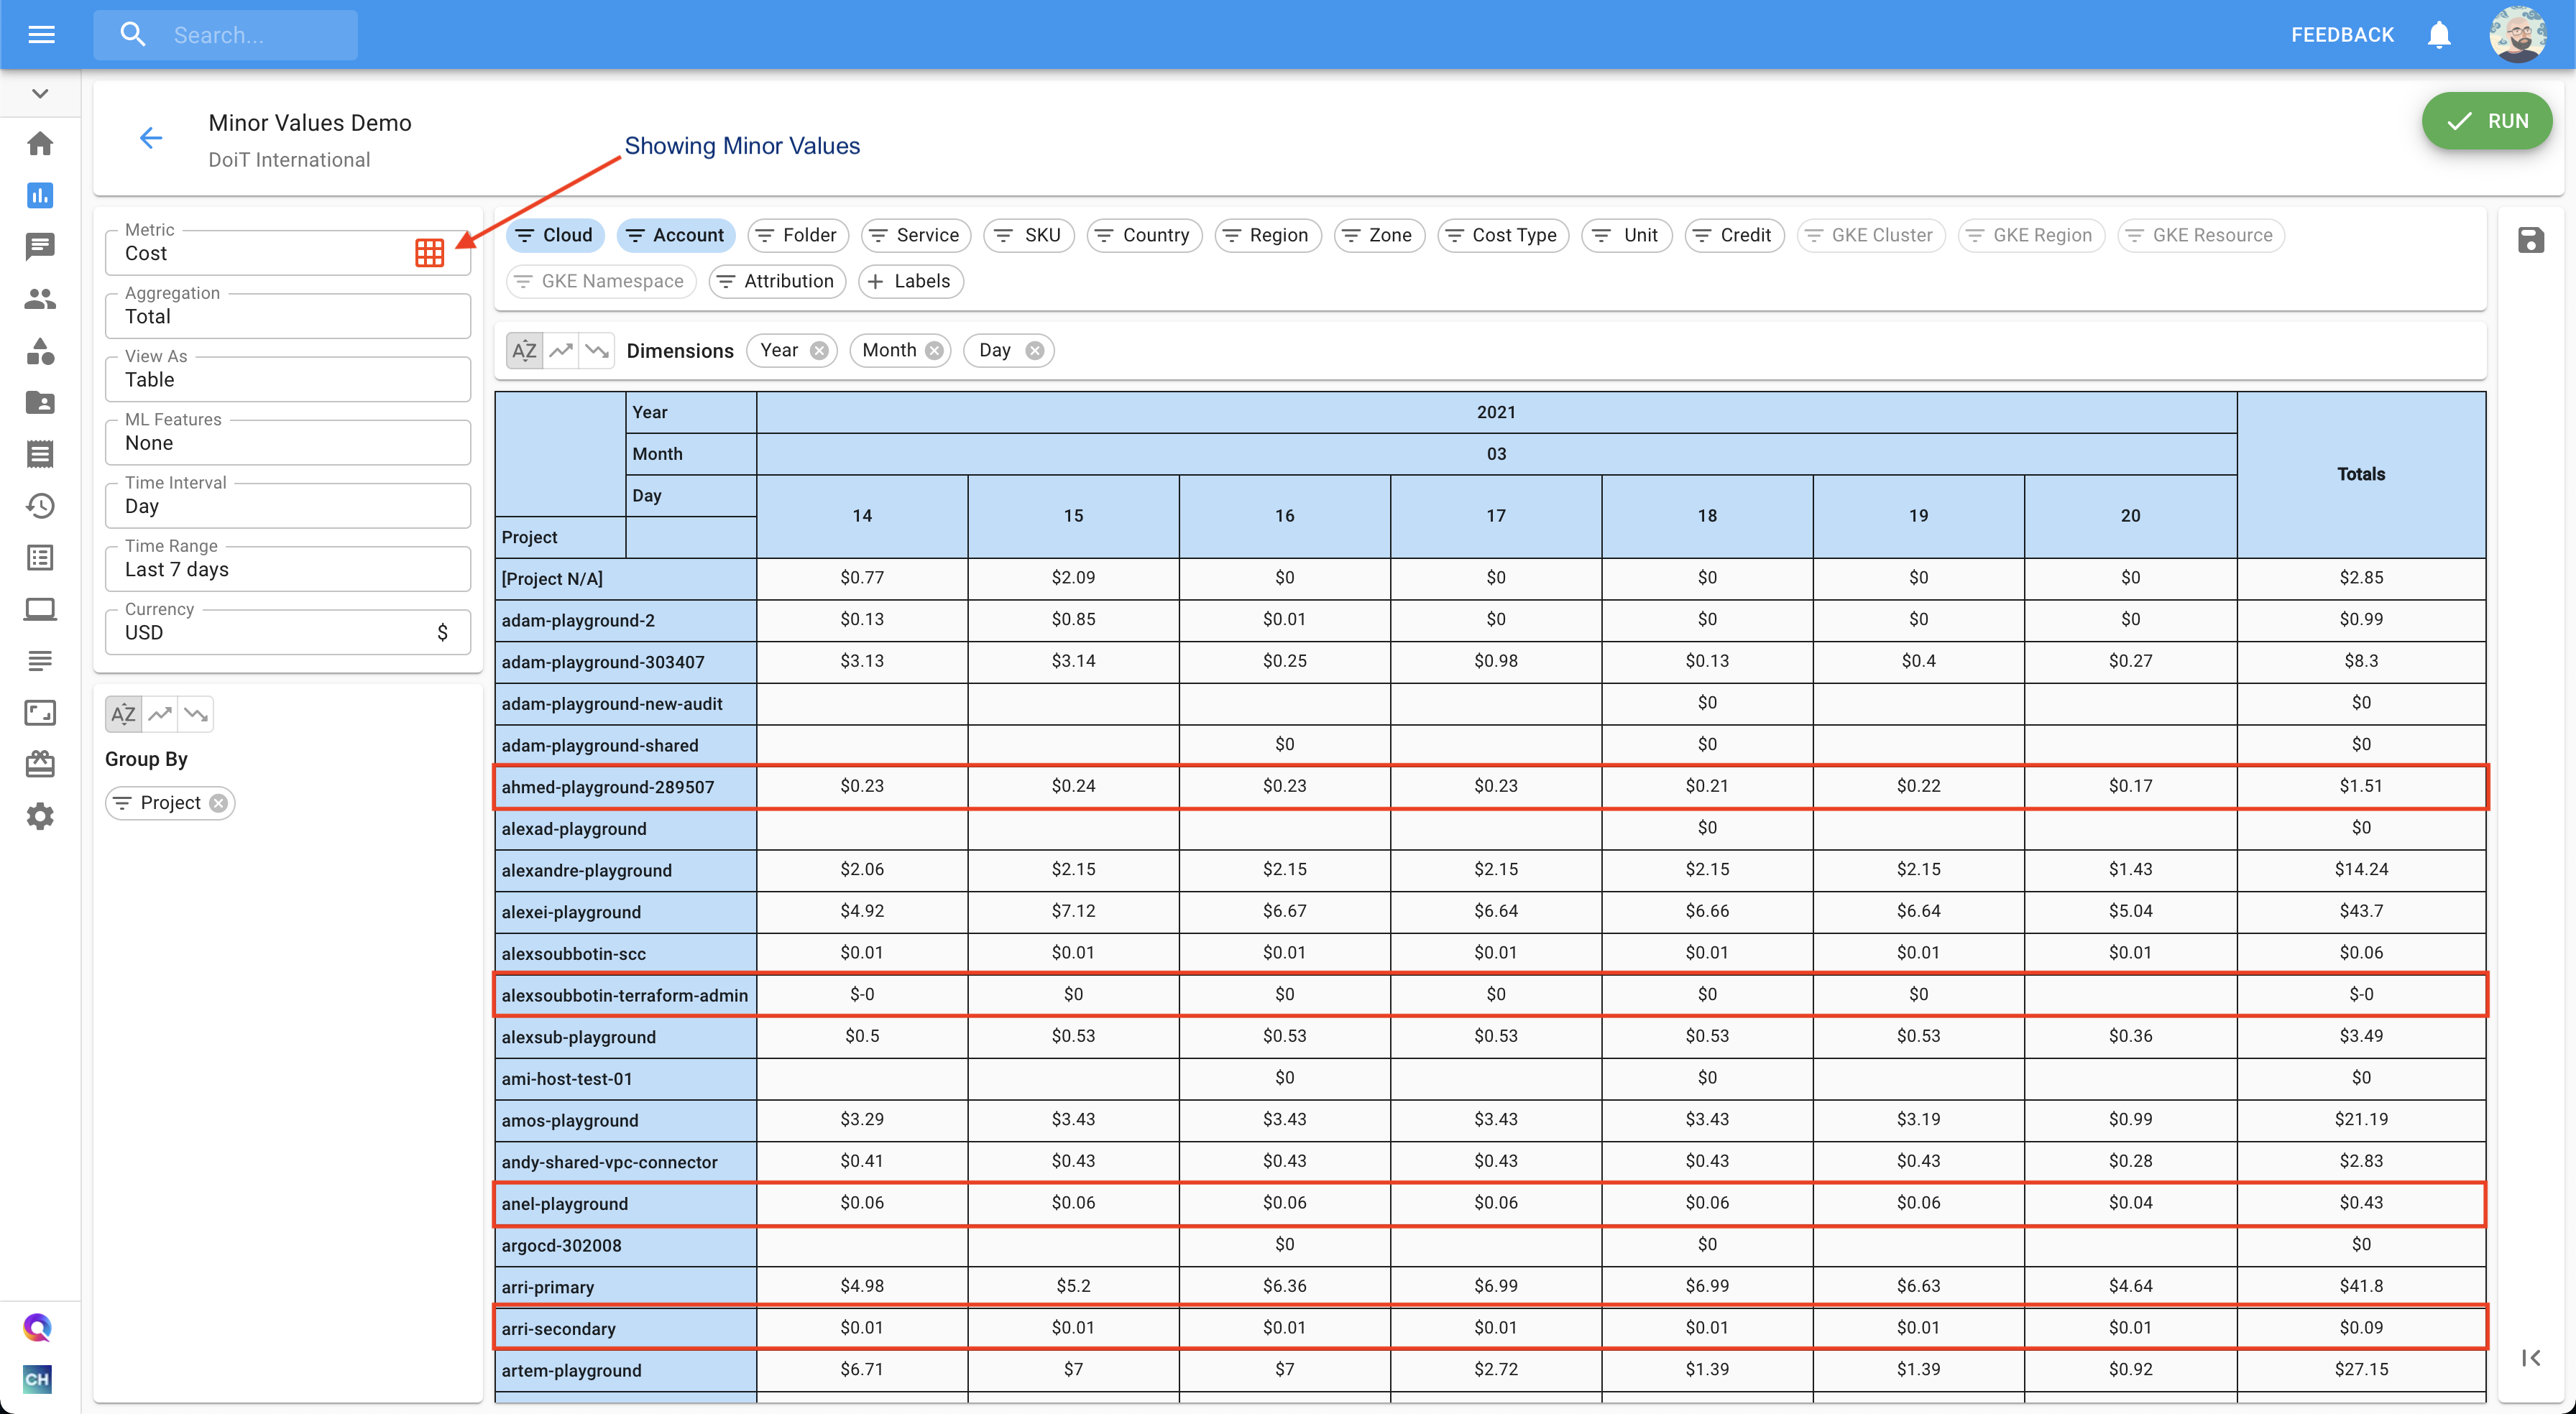 Search...
FEEDBACK
Minor Values Demo
DoiT International
Showing Minor Values
RUN
Metric
Cost
Aggregation
Total
View As
Table
ML Features
None
Time Interval
Day
Time Range
Last 7 days
Currency
USD $
AZ
Group By
Project
Cloud Account Folder Service SKU Country Region Zone Cost Type Unit Credit GKE Cluster GKE Region GKE Resource
GKE Namespace Attribution + Labels
AZ Dimensions Year Month Day
Year 2021 Totals
Month 03
Day 14 15 16 17 18 19 20
Project
[Project N/A] $0.77 $2.09 $0 $0 $0 $0 $0 $2.85
adam-playground-2 $0.13 $0.85 $0.01 $0 $0 $0 $0 $0.99
adam-playground-303407 $3.13 $3.14 $0.25 $0.98 $0.13 $0.4 $0.27 $8.3
adam-playground-new-audit $0 $0
adam-playground-shared $0 $0 $0
ahmed-playground-289507 $0.23 $0.24 $0.23 $0.23 $0.21 $0.22 $0.17 $1.51
alexad-playground $0 $0
alexandre-playground $2.06 $2.15 $2.15 $2.15 $2.15 $2.15 $1.43 $14.24
alexei-playground $4.92 $7.12 $6.67 $6.64 $6.66 $6.64 $5.04 $43.7
alexsoubbotin-scc $0.01 $0.01 $0.01 $0.01 $0.01 $0.01 $0.01 $0.06
alexsoubbotin-terraform-admin $-0 $0 $0 $0 $0 $0 $-0
alexsub-playground $0.5 $0.53 $0.53 $0.53 $0.53 $0.53 $0.36 $3.49
ami-host-test-01 $0 $0 $0
amos-playground $3.29 $3.43 $3.43 $3.43 $3.43 $3.19 $0.99 $21.19
andy-shared-vpc-connector $0.41 $0.43 $0.43 $0.43 $0.43 $0.43 $0.28 $2.83
anel-playground $0.06 $0.06 $0.06 $0.06 $0.06 $0.06 $0.04 $0.43
argocd-302008 $0 $0 $0
arri-primary $4.98 $5.2 $6.36 $6.99 $6.99 $6.63 $4.64 $41.8
arri-secondary $0.01 $0.01 $0.01 $0.01 $0.01 $0.01 $0.01 $0.09
artem-playground $6.71 $7 $7 $2.72 $1.39 $1.39 $0.92 $27.15
CH